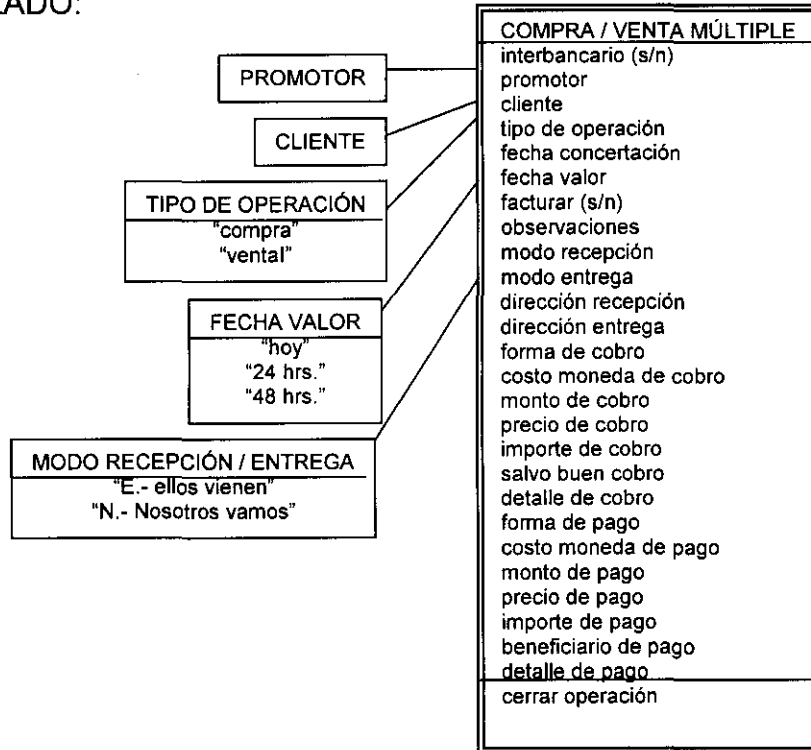 LADO:
PROMOTOR
CLIENTE
TIPO DE OPERACIÓN
"compra"
"vental"
FECHA VALOR
"hoy"
"24 hrs."
"48 hrs."
MODO RECEPCIÓN / ENTREGA
"E.- ellos vienen"
"N.- Nosotros vamos"
COMPRA / VENTA MÚLTIPLE
interbancario (s/n)
promotor
cliente
tipo de operación
fecha concertación
fecha valor
facturar (s/n)
observaciones
modo recepción
modo entrega
dirección recepción
dirección entrega
forma de cobro
costo moneda de cobro
monto de cobro
precio de cobro
importe de cobro
salvo buen cobro
detalle de cobro
forma de pago
costo moneda de pago
monto de pago
precio de pago
importe de pago
beneficiario de pago
detalle de pago
cerrar operación